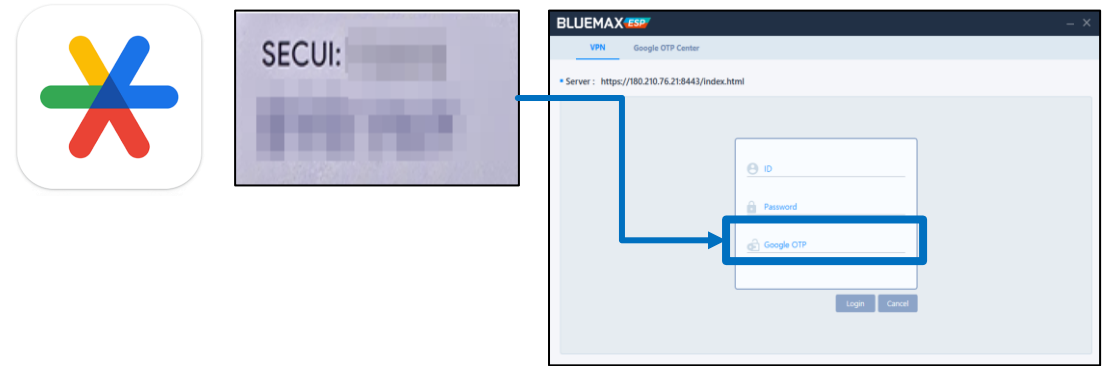 SECUI:
BLUEMAX ESP
VPN Google OTP Center
Server : https://180.210.76.21:8443/index.html
ID
Password
Google OTP
Login Cancel